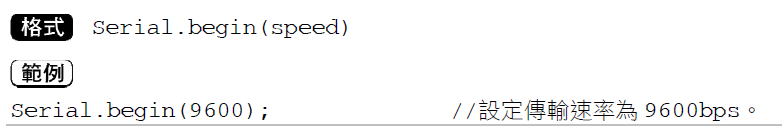 格式 Serial.begin(speed)
範例
Serial.begin(9600); //設定傳輸速率為 9600bps。